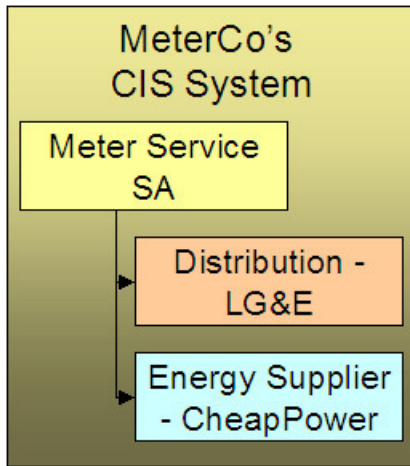 MeterCo's
CIS System
Meter Service
SA
Distribution -
LG&E
Energy Supplier
- CheapPower